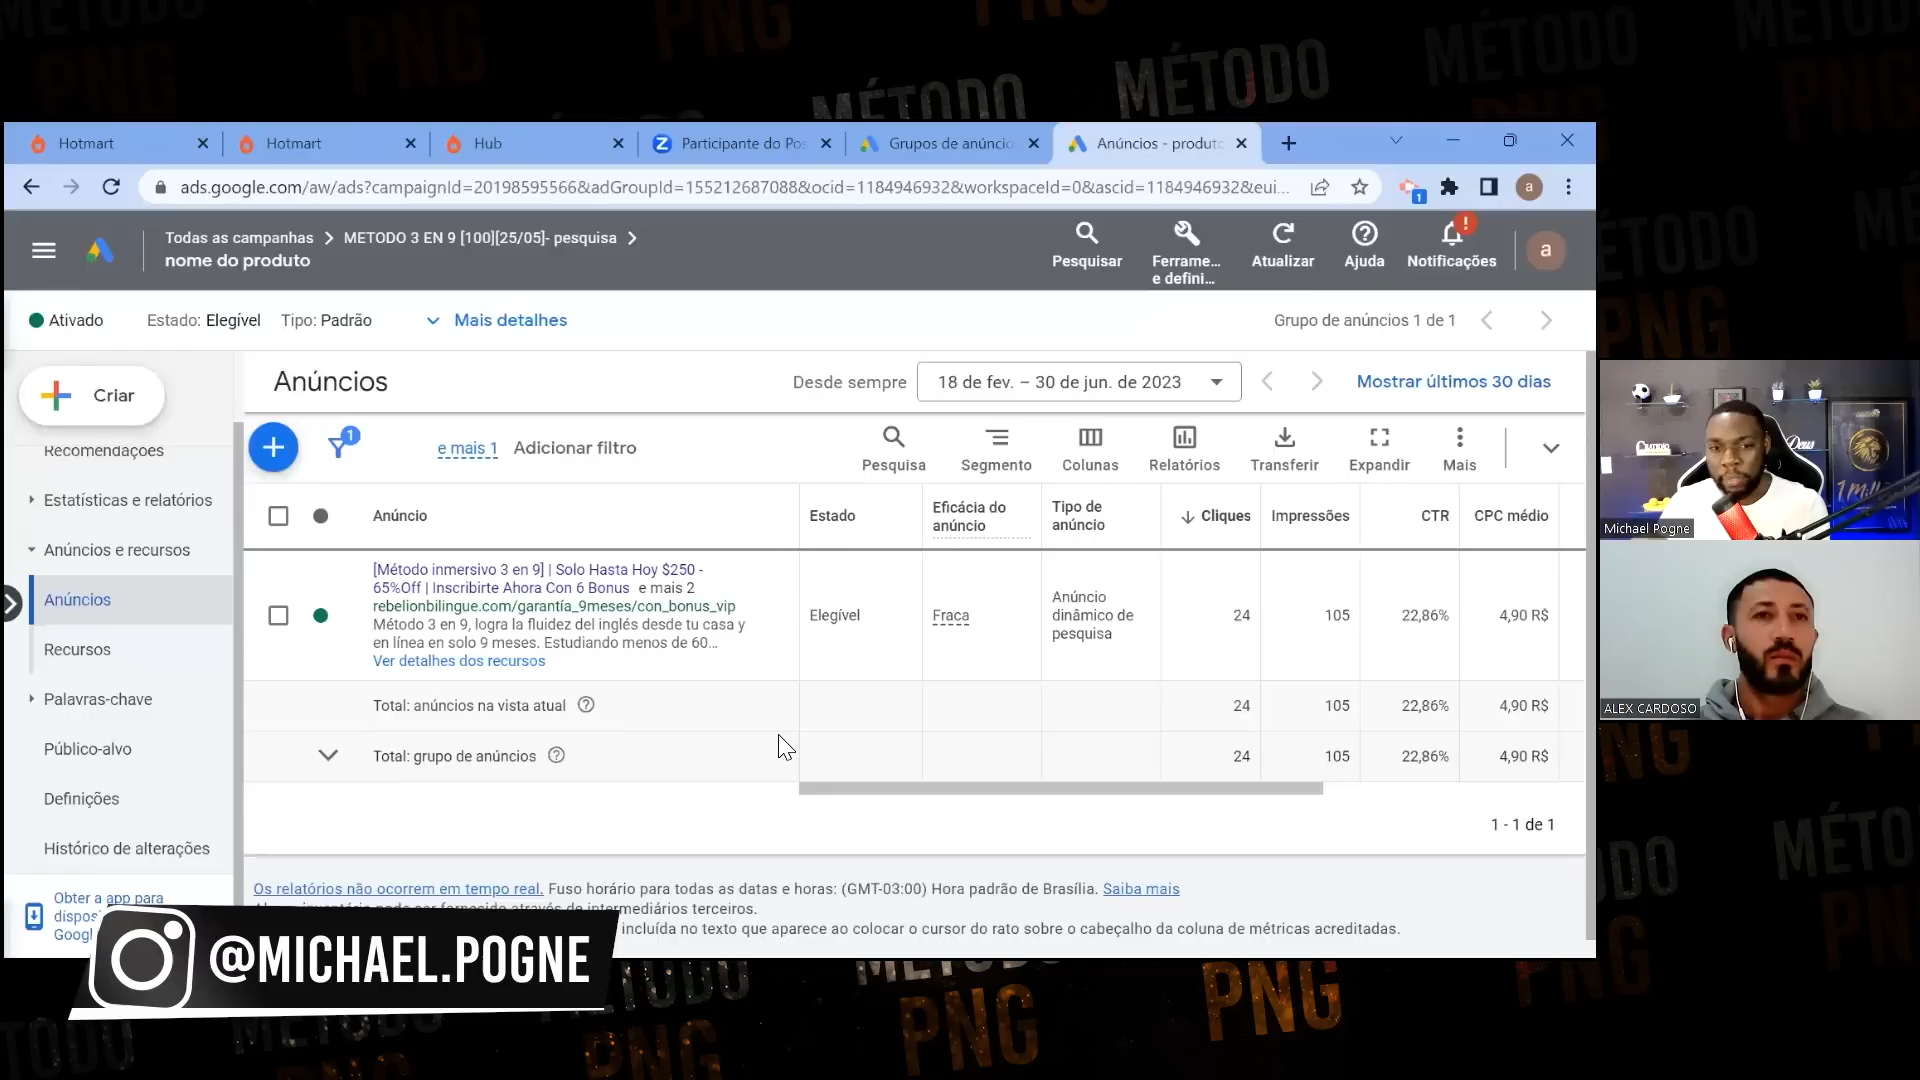 Hotmart
Hotmart
Hub
Participante do Pos
Grupos de anúncio
Anúncios - produto
ads.google.com/aw/ads?campaignId=20198595566&adGroupId=155212687088&ocid=1184946932&workspaceId=0&ascid=1184946932&eui...
1
a
Todas as campanhas
METODO 3 EN 9 [100][25/05]- pesquisa
nome do produto
Pesquisar
Ferrame...
e defini...
Atualizar
Ajuda
Notificações
!
a
Ativado
Estado: Elegível
Tipo: Padrão
Mais detalhes
Grupo de anúncios 1 de 1
Criar
Recomendações
Estatísticas e relatórios
Anúncios e recursos
Anúncios
Recursos
Palavras-chave
Público-alvo
Definições
Histórico de alterações
Obter a app para
Anúncios
Desde sempre
18 de fev. – 30 de jun. de 2023
Mostrar últimos 30 dias
1
e mais 1
Adicionar filtro
Pesquisa
Segmento
Colunas
Relatórios
Transferir
Expandir
Mais
Anúncio
Estado
Eficácia do
anúncio
Tipo de
anúncio
Cliques
Impressões
CTR
CPC médio
[Método inmersivo 3 en 9] | Solo Hasta Hoy $250 -
65%Off | Inscribirte Ahora Con 6 Bonus e mais 2
rebelionbilingue.com/garantía_9meses/con_bonus_vip
Método 3 en 9, logra la fluidez del inglés desde tu casa y
en línea en solo 9 meses. Estudiando menos de 60...
Ver detalhes dos recursos
Elegível
Fraca
Anúncio
dinâmico de
pesquisa
24
105
22,86%
4,90 R$
Total: anúncios na vista atual
24
105
22,86%
4,90 R$
Total: grupo de anúncios
24
105
22,86%
4,90 R$
1 - 1 de 1
Os relatórios não ocorrem em tempo real. Fuso horário para todas as datas e horas: (GMT-03:00) Hora padrão de Brasília. Saiba mais
através de intermediários terceiros.
incluída no texto que aparece ao colocar o cursor do rato sobre o cabeçalho da coluna de métricas acreditadas.
@MICHAEL.POGNE
Michael Pogne
ALEX CARDOSO
Deus
MÉTODO
PNG
MÉTODO
PNG
MÉTODO
PNG